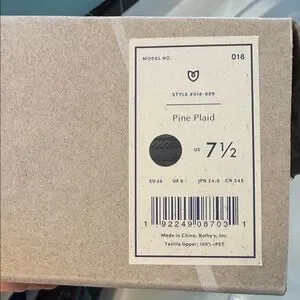 MODEL NO. 018
STYLE #018-009
Pine Plaid
US 7½
EU 38 UK 5 JPN 24.5 CN 245
1 92249 08703 1
Made in China, Rothy's, Inc.
Textile Upper: 100% rPET